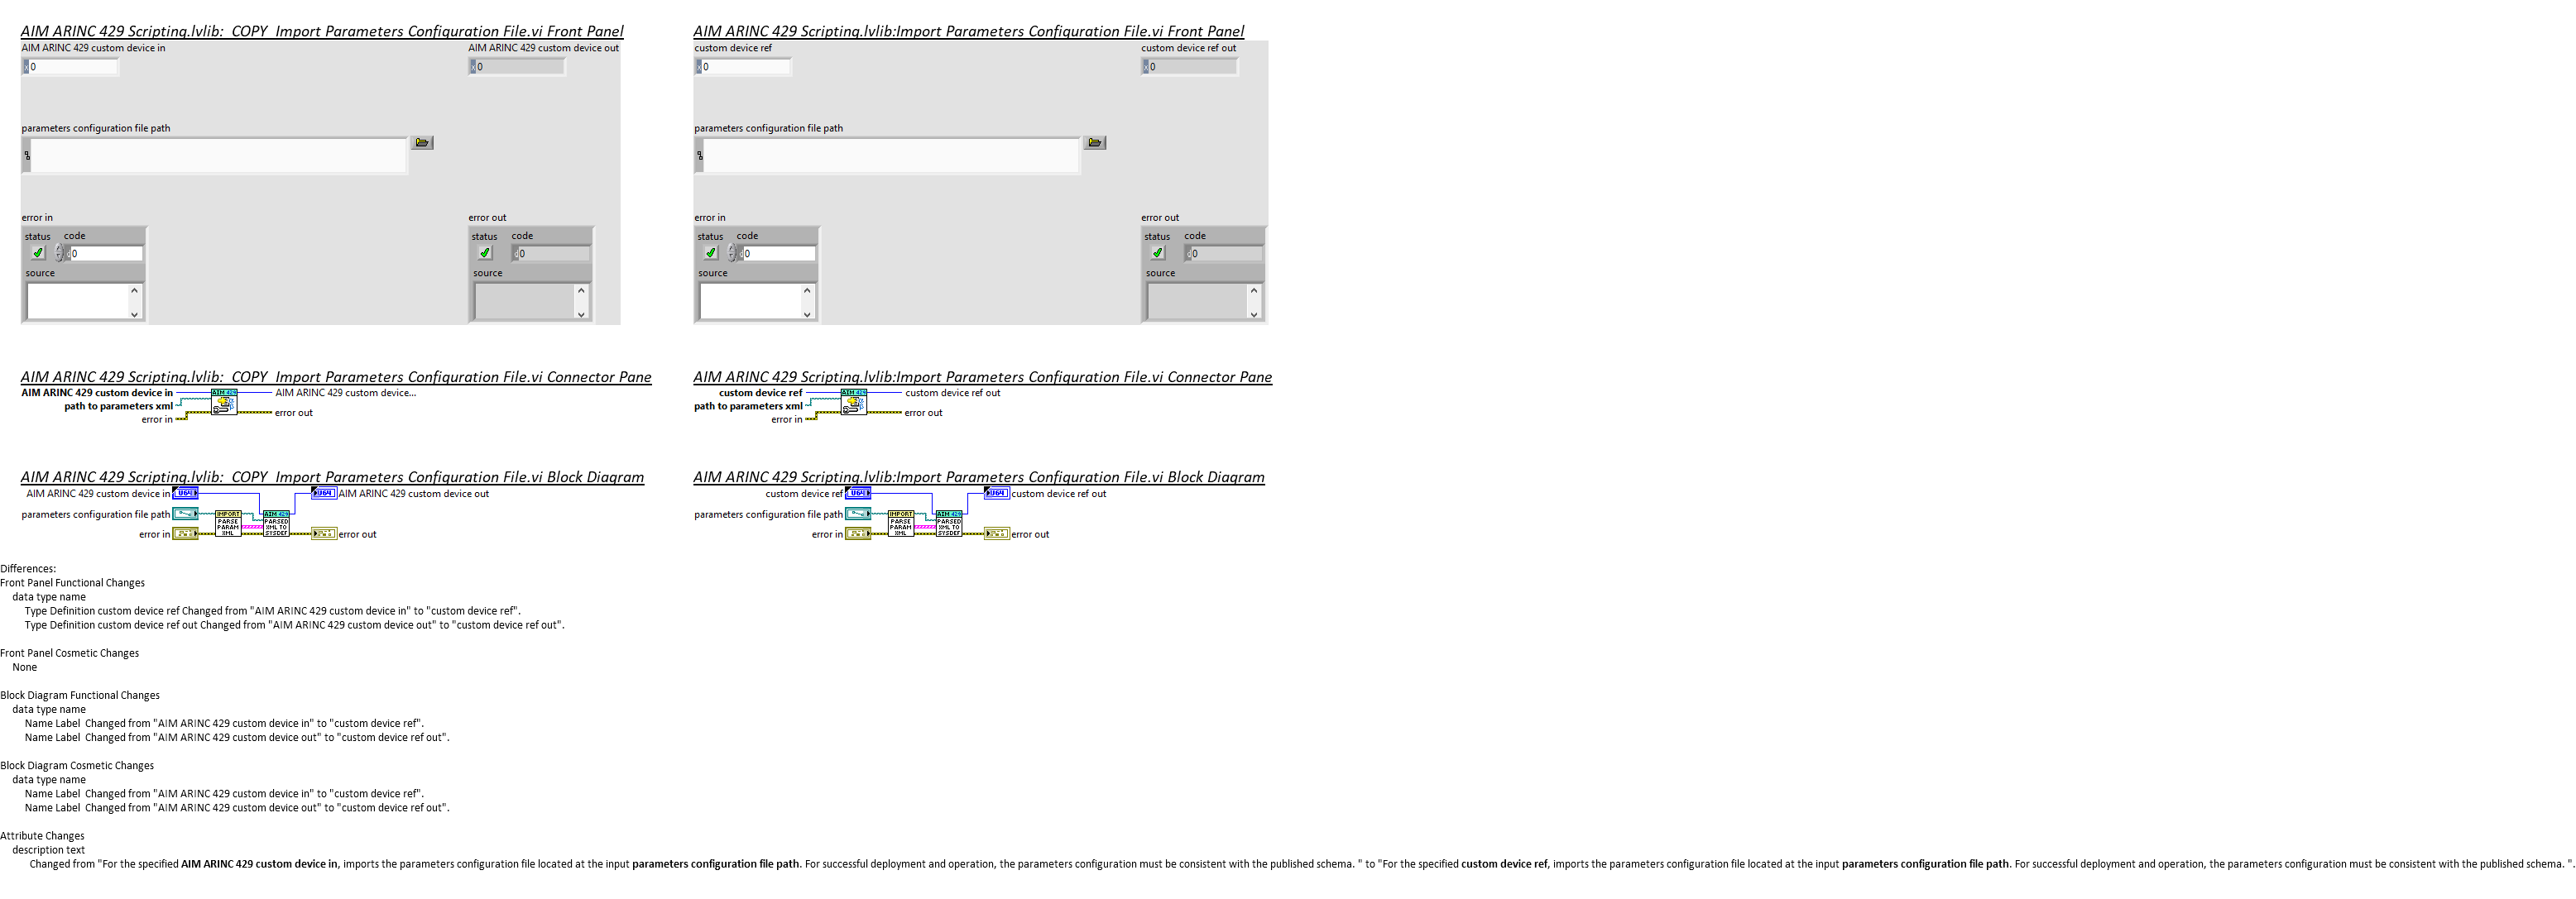 AIM ARINC 429 Scripting.lvlib:  COPY  Import Parameters Configuration File.vi Front Panel
AIM ARINC 429 custom device in
AIM ARINC 429 custom device out
0
0
parameters configuration file path
error in
error out
status code
0
source
status code
0
source
AIM ARINC 429 Scripting.lvlib:Import Parameters Configuration File.vi Front Panel
custom device ref
custom device ref out
0
0
parameters configuration file path
error in
error out
status code
0
source
status code
0
source
AIM ARINC 429 Scripting.lvlib:  COPY  Import Parameters Configuration File.vi Connector Pane
AIM ARINC 429 custom device in
AIM ARINC 429
AIM ARINC 429 custom device...
path to parameters xml
error out
error in
AIM ARINC 429 Scripting.lvlib:Import Parameters Configuration File.vi Connector Pane
custom device ref
AIM 429
custom device ref out
path to parameters xml
error out
error in
AIM ARINC 429 Scripting.lvlib:  COPY  Import Parameters Configuration File.vi Block Diagram
AIM ARINC 429 custom device in
U64
U64
AIM ARINC 429 custom device out
parameters configuration file path
IMPORT
PARSE
PARAM
XML
AIM 429
PARSED
XML TO
SYSDEF
error in
error out
AIM ARINC 429 Scripting.lvlib:Import Parameters Configuration File.vi Block Diagram
custom device ref
U64
U64
custom device ref out
parameters configuration file path
IMPORT
PARSE
PARAM
XML
AIM 429
PARSED
XML TO
SYSDEF
error in
error out
Differences:
Front Panel Functional Changes
data type name
Type Definition custom device ref Changed from "AIM ARINC 429 custom device in" to "custom device ref".
Type Definition custom device ref out Changed from "AIM ARINC 429 custom device out" to "custom device ref out".
Front Panel Cosmetic Changes
None
Block Diagram Functional Changes
data type name
Name Label  Changed from "AIM ARINC 429 custom device in" to "custom device ref".
Name Label  Changed from "AIM ARINC 429 custom device out" to "custom device ref out".
Block Diagram Cosmetic Changes
data type name
Name Label  Changed from "AIM ARINC 429 custom device in" to "custom device ref".
Name Label  Changed from "AIM ARINC 429 custom device out" to "custom device ref out".
Attribute Changes
description text
Changed from "For the specified AIM ARINC 429 custom device in, imports the parameters configuration file located at the input parameters configuration file path. For successful deployment and operation, the parameters configuration must be consistent with the published schema. " to "For the specified custom device ref, imports the parameters configuration file located at the input parameters configuration file path. For successful deployment and operation, the parameters configuration must be consistent with the published schema. ".